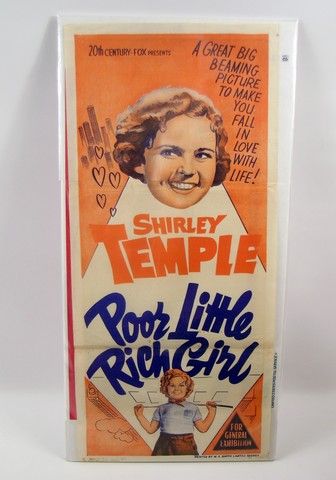 20TH CENTURY-FOX PRESENTS
A GREAT BIG
BEAMING
PICTURE
TO MAKE
YOU
FALL
IN
LOVE
WITH
LIFE!
SHIRLEY
TEMPLE
Poor Little
Rich Girl
FOR
GENERAL
EXHIBITION